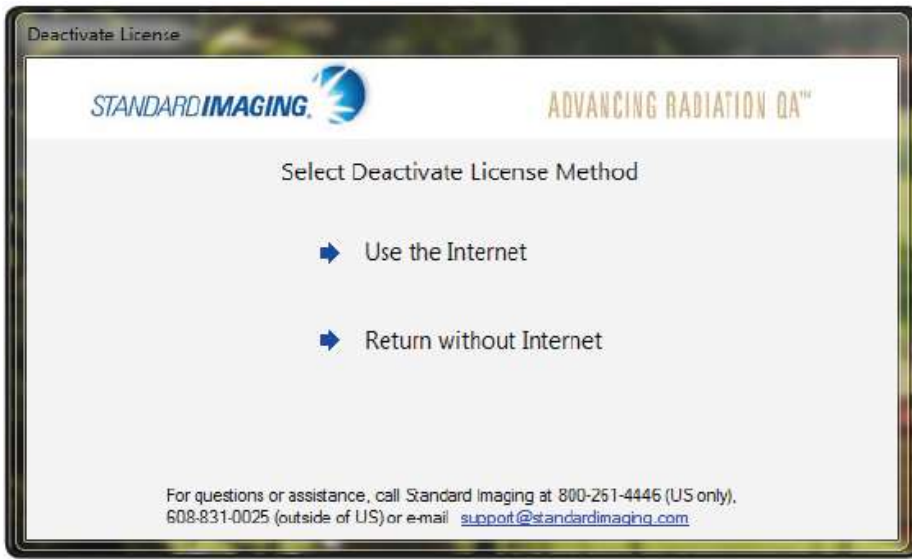 Deactivate License
STANDARD IMAGING.
ADVANCING RADIATION QA™
Select Deactivate License Method
Use the Internet
Return without Internet
For questions or assistance, call Standard Imaging at 800-261-4446 (US only),
608-831-0025 (outside of US) or e-mail support@standardimaging.com